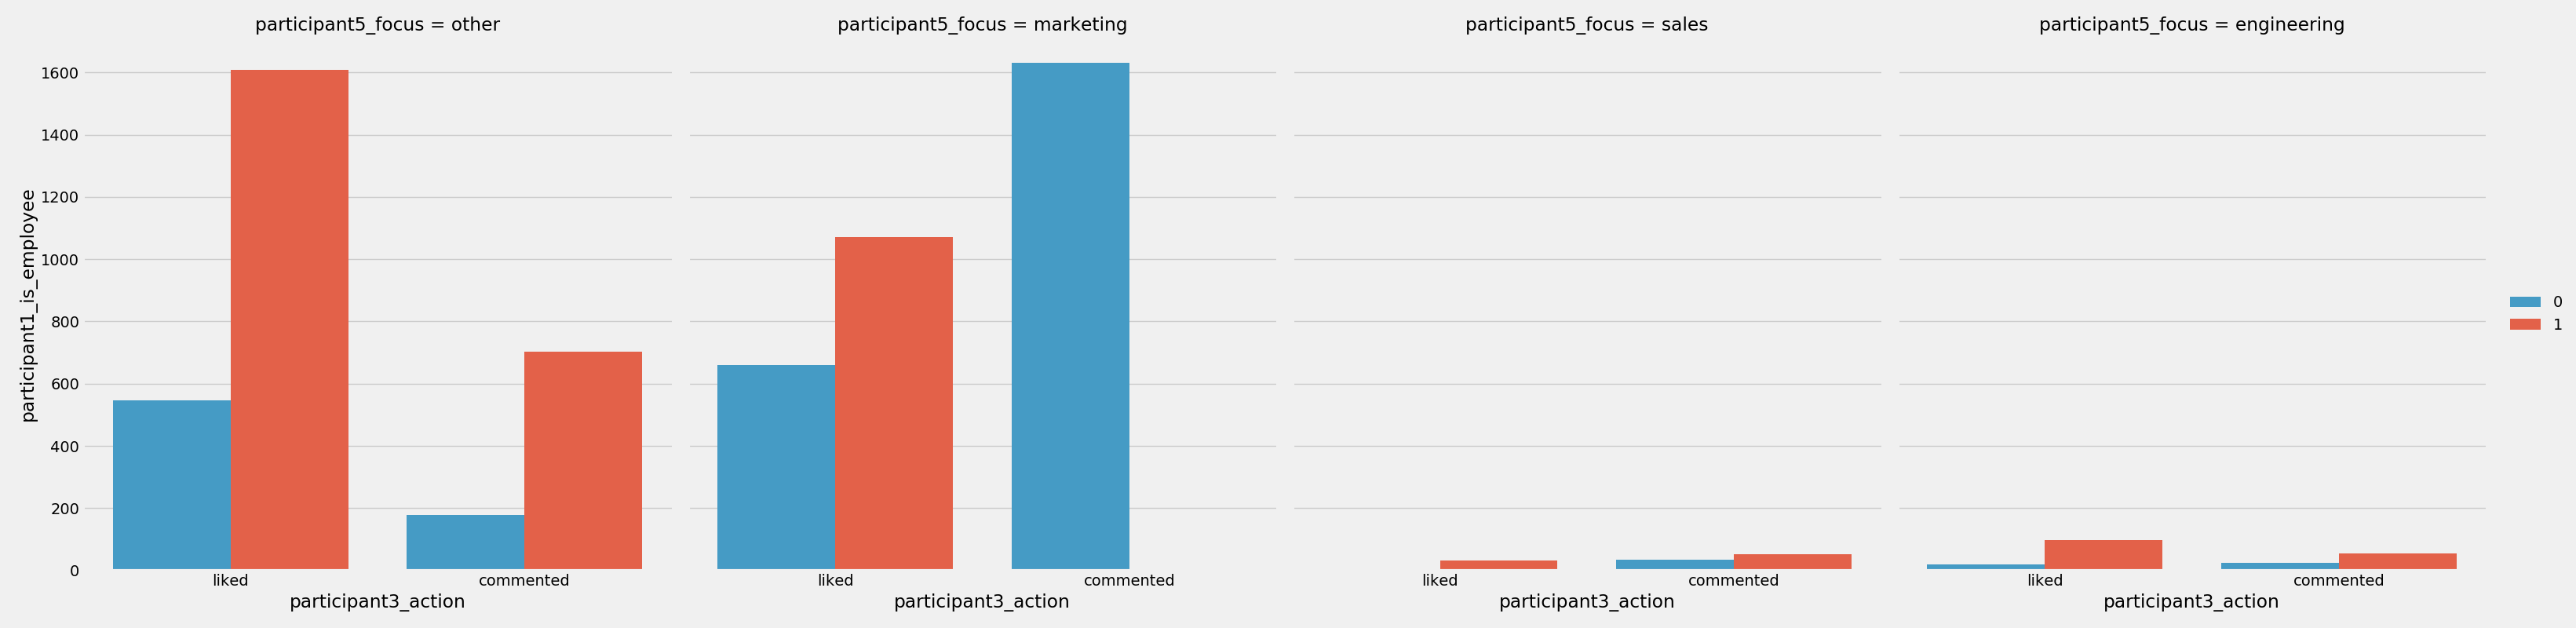 participant5_focus = other
participant5_focus = marketing
participant5_focus = sales
participant5_focus = engineering
participant1_is_employee
1600
1400
1200
1000
800
600
400
200
0
liked
commented
liked
commented
liked
commented
liked
commented
participant3_action
participant3_action
participant3_action
participant3_action
0
1